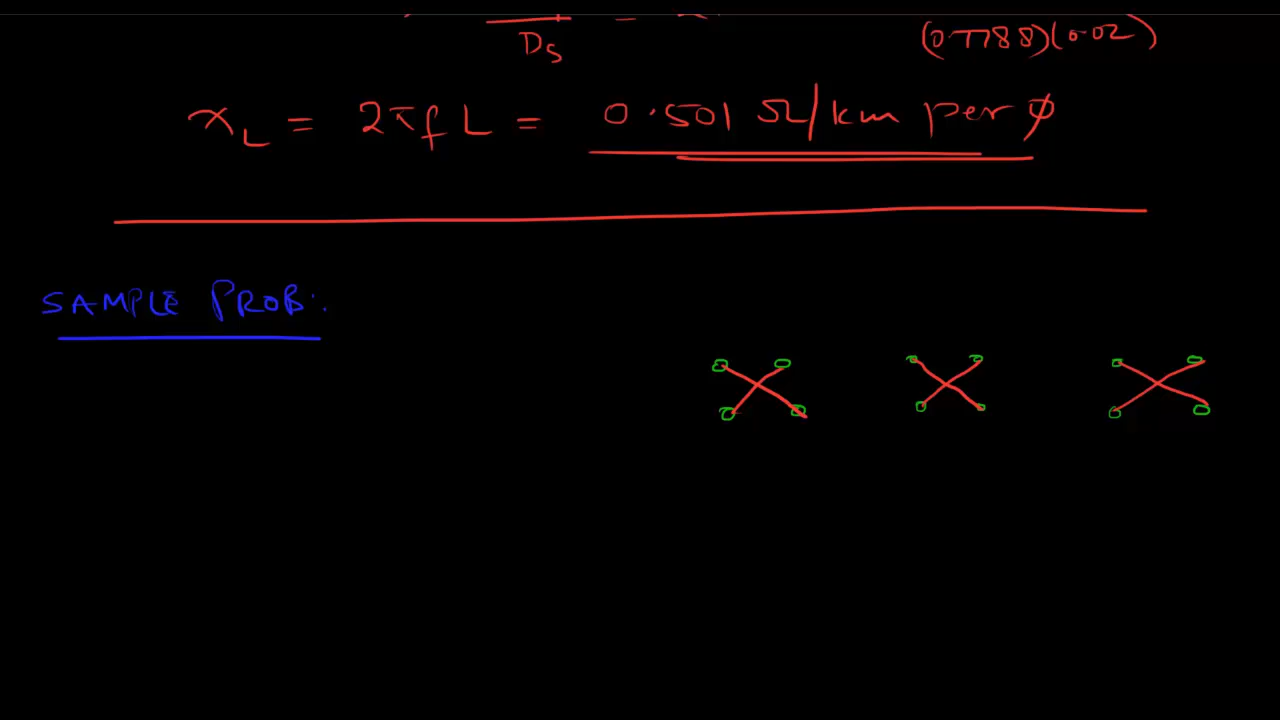 (0.7788)(0.02)
Ds
xL = 2πfL = 0.501 Ω/km per ϕ
SAMPLE PROB: